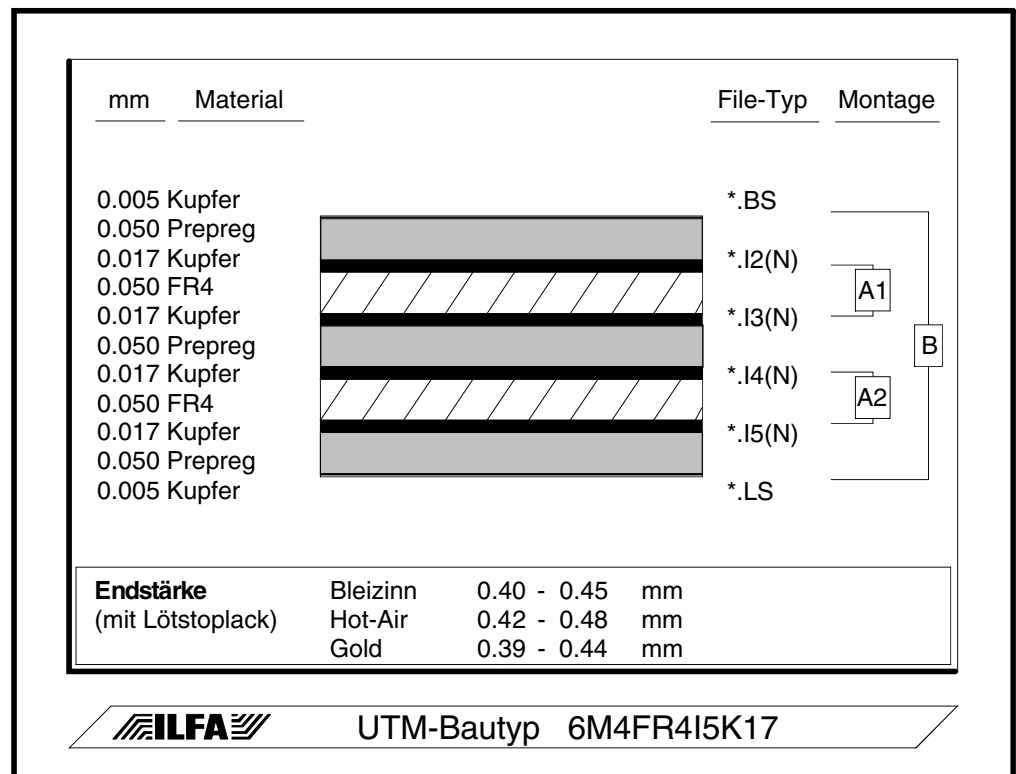 mm Material File-Typ Montage
0.005 Kupfer *.BS
0.050 Prepreg
0.017 Kupfer *.I2(N)
0.050 FR4 A1
0.017 Kupfer *.I3(N)
0.050 Prepreg B
0.017 Kupfer *.I4(N)
0.050 FR4 A2
0.017 Kupfer *.I5(N)
0.050 Prepreg
0.005 Kupfer *.LS
Endstärke Bleizinn 0.40 - 0.45 mm
(mit Lötstoplack) Hot-Air 0.42 - 0.48 mm
Gold 0.39 - 0.44 mm
ILFA UTM-Bautyp 6M4FR4I5K17